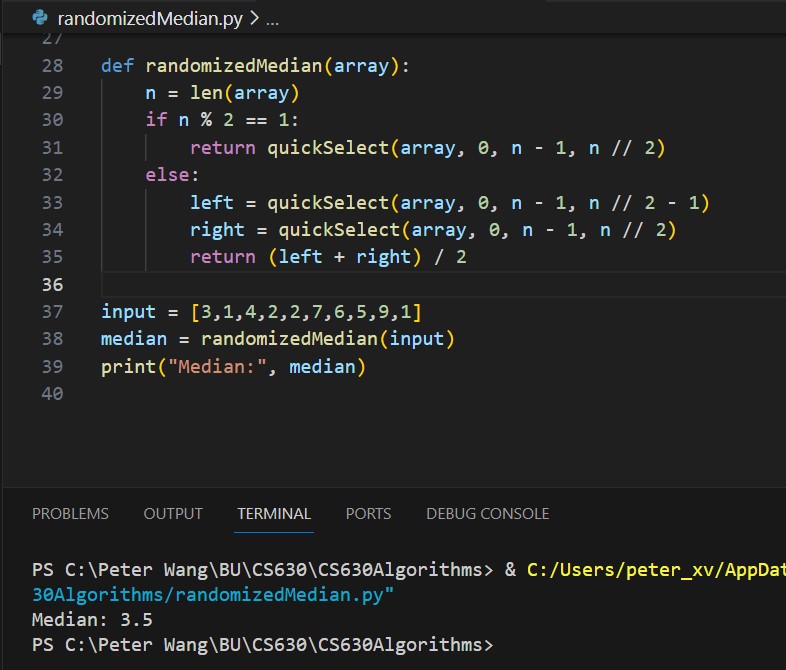 randomizedMedian.py > ...
27
28 def randomizedMedian(array):
29     n = len(array)
30     if n % 2 == 1:
31         return quickSelect(array, 0, n - 1, n // 2)
32     else:
33         left = quickSelect(array, 0, n - 1, n // 2 - 1)
34         right = quickSelect(array, 0, n - 1, n // 2)
35         return (left + right) / 2
36
37 input = [3,1,4,2,2,7,6,5,9,1]
38 median = randomizedMedian(input)
39 print("Median:", median)
40
PROBLEMS OUTPUT TERMINAL PORTS DEBUG CONSOLE
PS C:\Peter Wang\BU\CS630\CS630Algorithms> & C:/Users/peter_xv/AppDat
30Algorithms/randomizedMedian.py"
Median: 3.5
PS C:\Peter Wang\BU\CS630\CS630Algorithms>